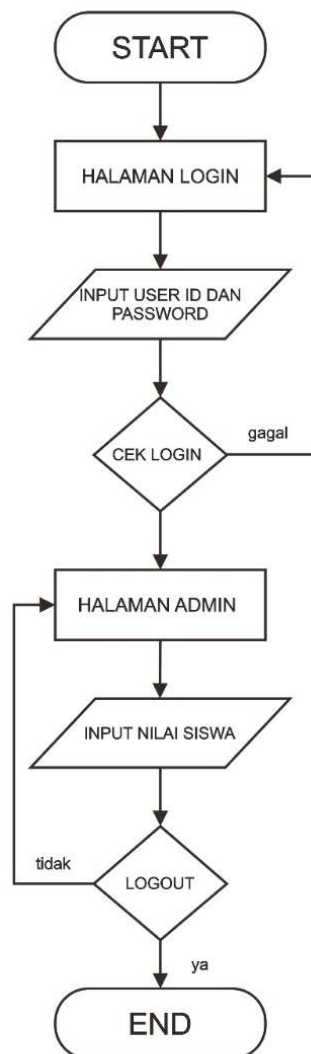 START
HALAMAN LOGIN
INPUT USER ID DAN
PASSWORD
CEK LOGIN
gagal
HALAMAN ADMIN
INPUT NILAI SISWA
LOGOUT
tidak
ya
END